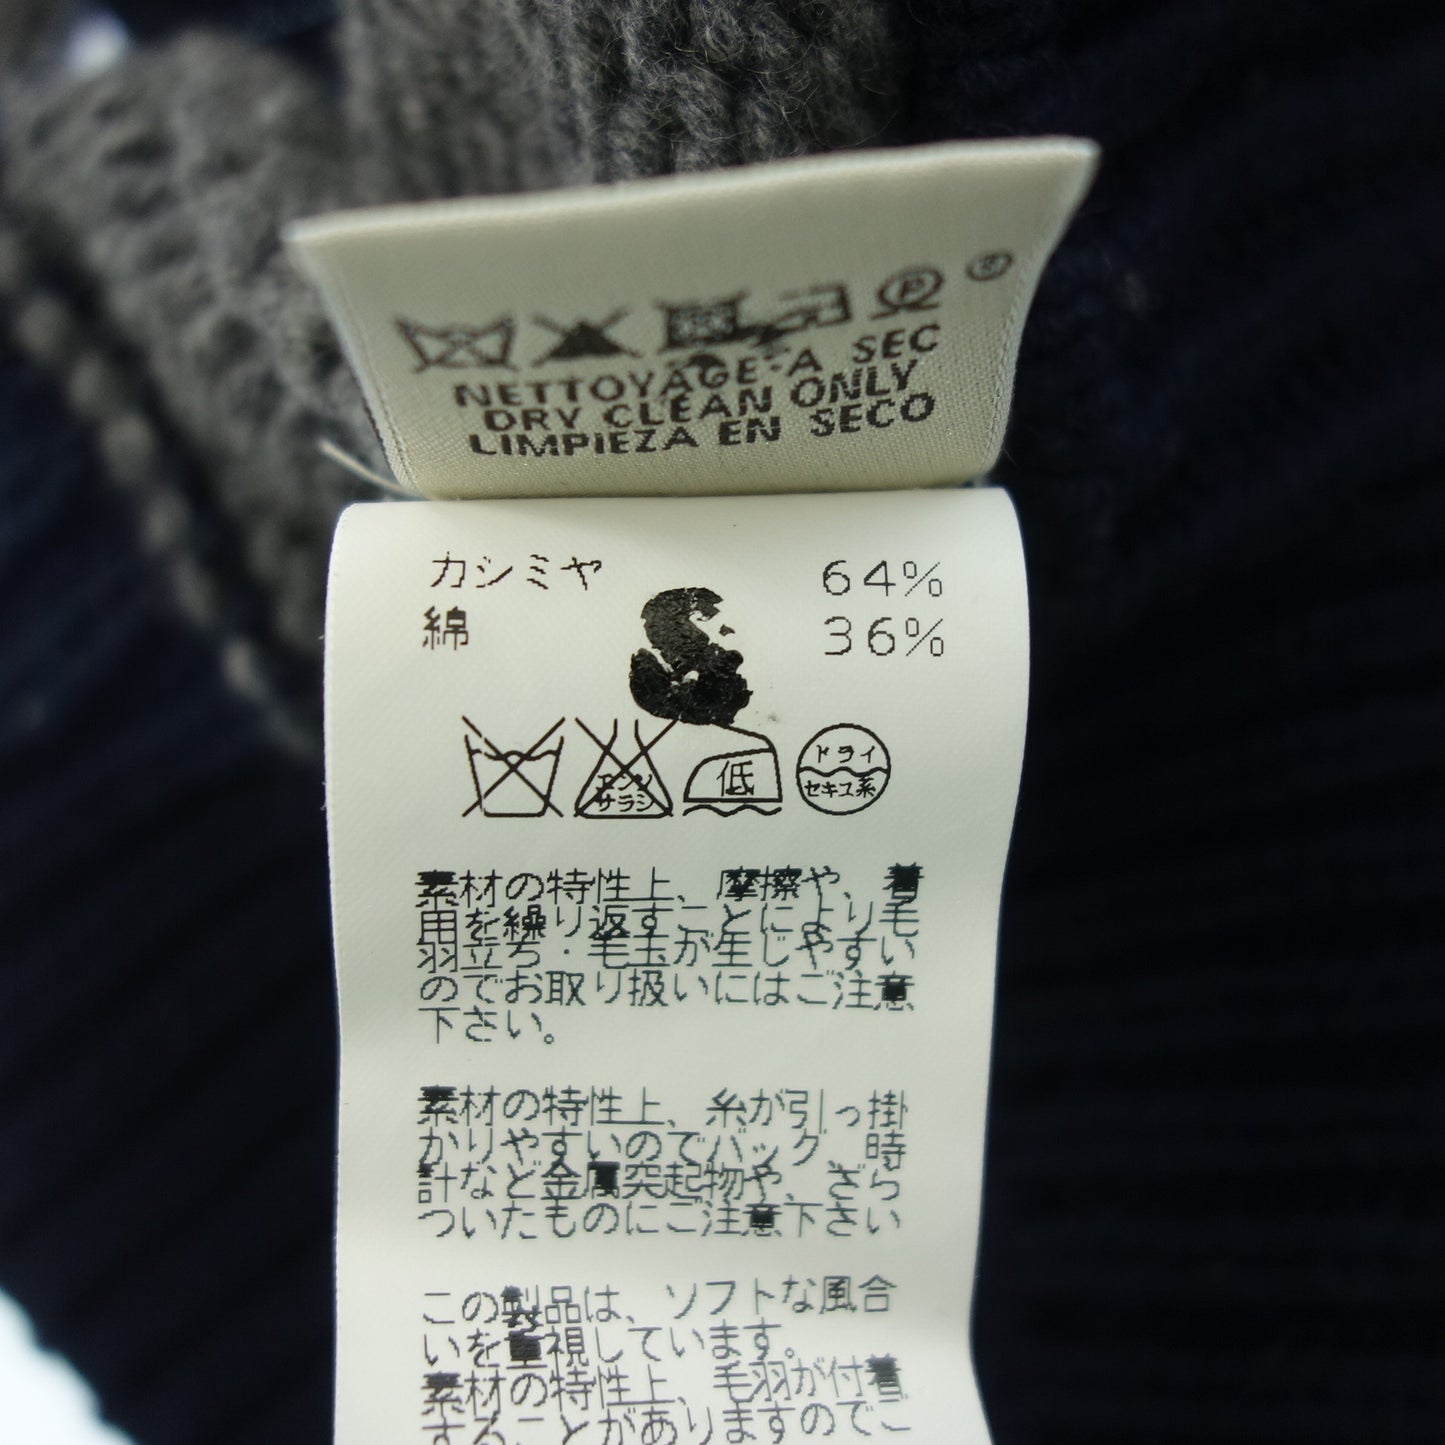 P
NETTOYAGE-A SEC
DRY CLEAN ONLY
LIMPIEZA EN SECO
カシミヤ 64%
綿 36%
エンソ
サラシ
低
ドライ
セキユ系
素材の特性上、摩擦や、着
用を繰り返すことにより毛
羽立ち・毛玉が生じやすい
のでお取り扱いにはご注意
下さい。
素材の特性上、糸が引っ掛
かりやすいのでバッグ、時
計など金属突起物や、ざら
ついたものにご注意下さい
この製品は、ソフトな風合
いを重視しています。
素材の特性上、毛羽が付着
することがありますのでご